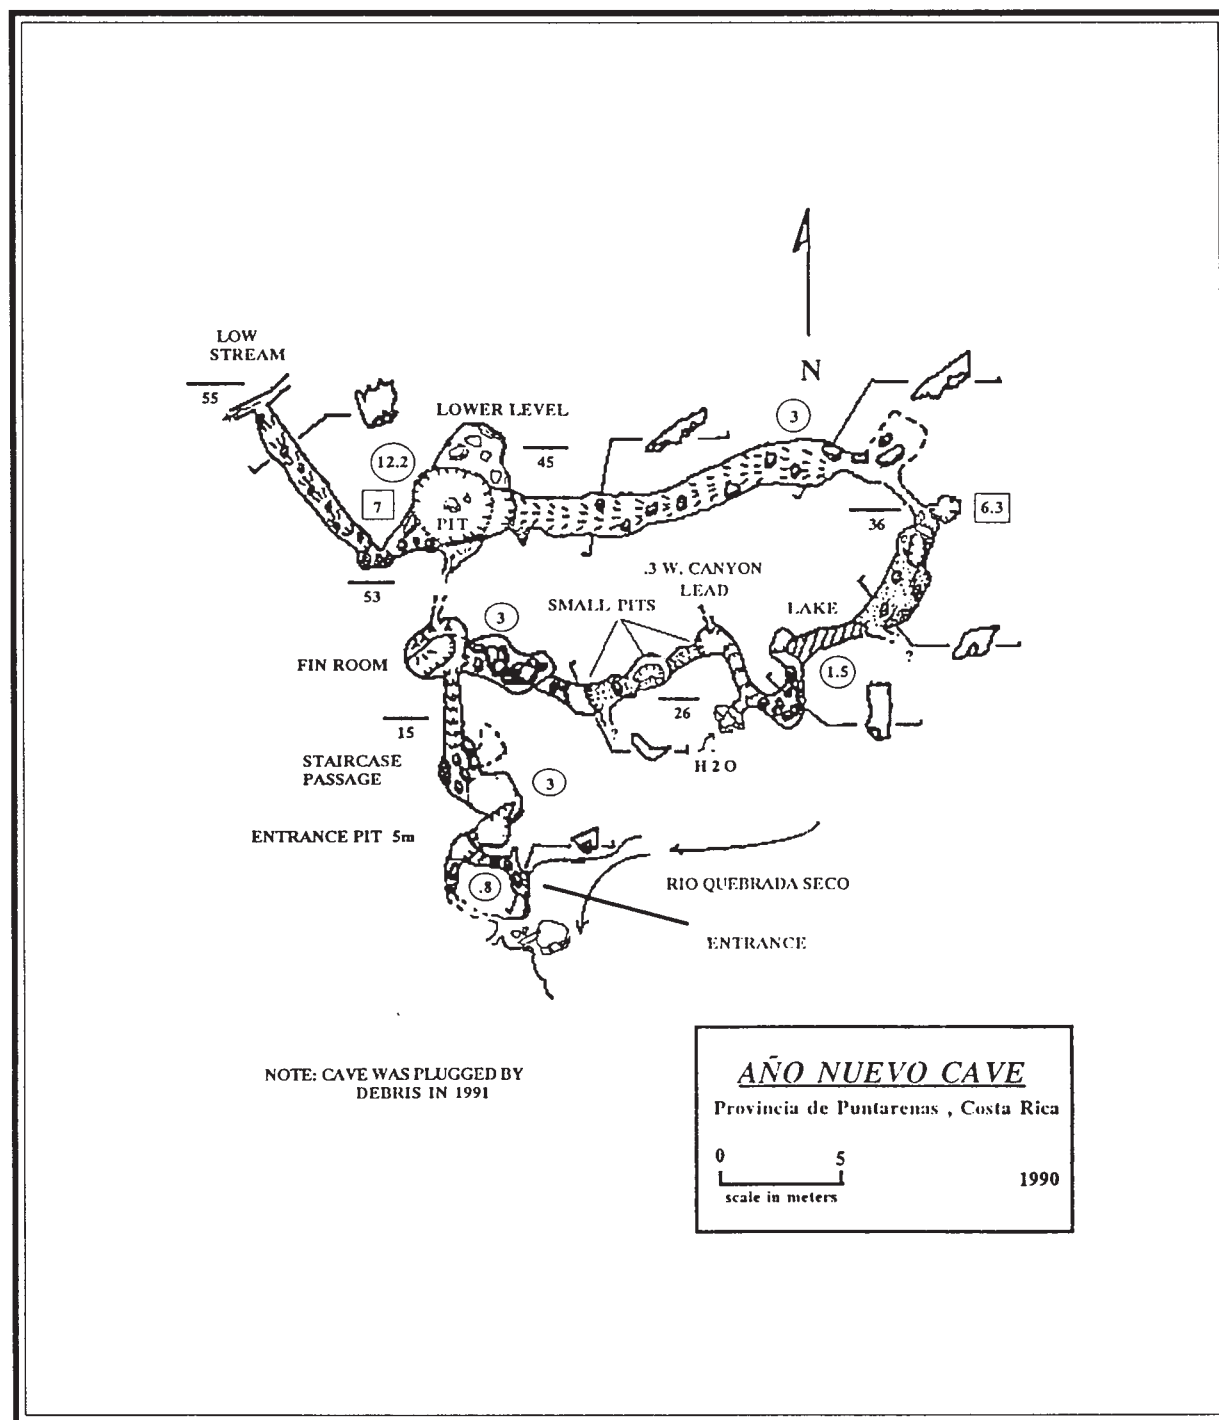 LOW
STREAM
55
LOWER LEVEL
12.2
45
3
N
7
PIT
36
6.3
53
.3 W. CANYON
LEAD
SMALL PITS
LAKE
3
FIN ROOM
?
1.5
26
15
?
H2O
STAIRCASE
PASSAGE
3
ENTRANCE PIT 5m
.8
RIO QUEBRADA SECO
ENTRANCE
NOTE: CAVE WAS PLUGGED BY
DEBRIS IN 1991
AÑO NUEVO CAVE
Provincia de Puntarenas , Costa Rica
0 5
scale in meters
1990